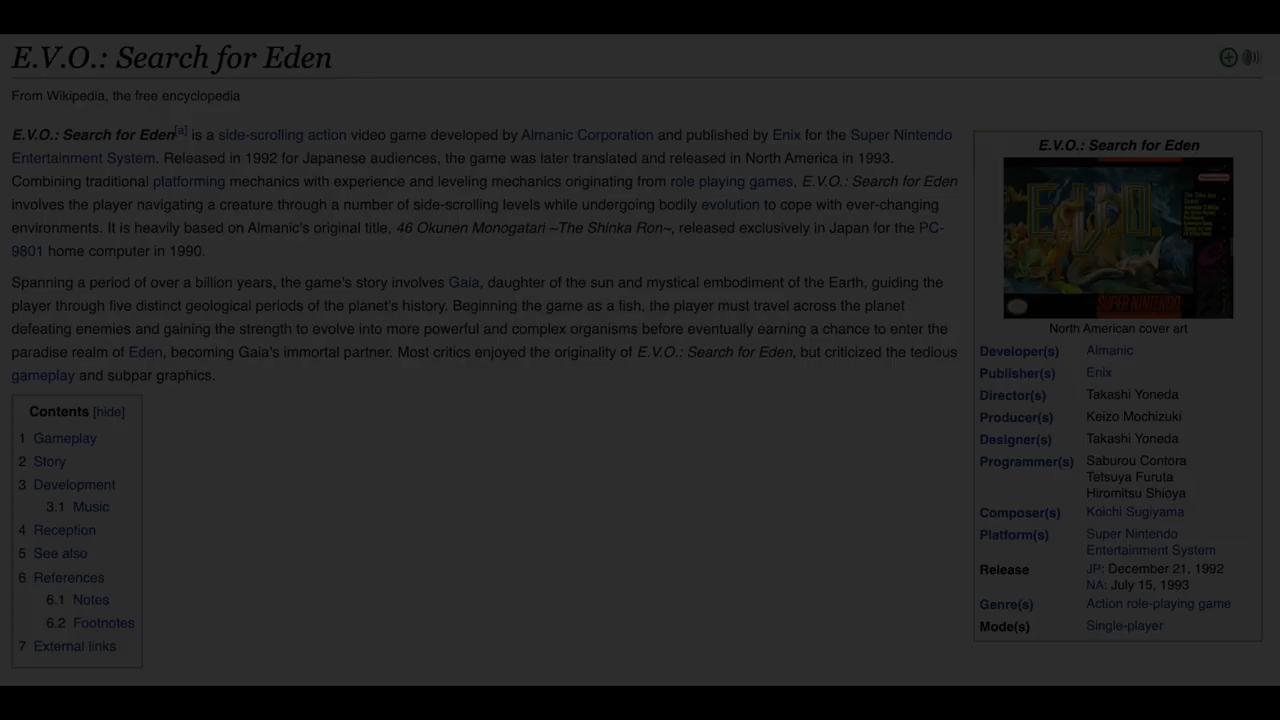 E.V.O.: Search for Eden
From Wikipedia, the free encyclopedia
E.V.O.: Search for Eden[a] is a side-scrolling action video game developed by Almanic Corporation and published by Enix for the Super Nintendo
Entertainment System. Released in 1992 for Japanese audiences, the game was later translated and released in North America in 1993.
Combining traditional platforming mechanics with experience and leveling mechanics originating from role playing games, E.V.O.: Search for Eden
involves the player navigating a creature through a number of side-scrolling levels while undergoing bodily evolution to cope with ever-changing
environments. It is heavily based on Almanic's original title, 46 Okunen Monogatari ~The Shinka Ron~, released exclusively in Japan for the PC-
9801 home computer in 1990.
Spanning a period of over a billion years, the game's story involves Gaia, daughter of the sun and mystical embodiment of the Earth, guiding the
player through five distinct geological periods of the planet's history. Beginning the game as a fish, the player must travel across the planet
defeating enemies and gaining the strength to evolve into more powerful and complex organisms before eventually earning a chance to enter the
paradise realm of Eden, becoming Gaia's immortal partner. Most critics enjoyed the originality of E.V.O.: Search for Eden, but criticized the tedious
gameplay and subpar graphics.
Contents [hide]
1 Gameplay
2 Story
3 Development
3.1 Music
4 Reception
5 See also
6 References
6.1 Notes
6.2 Footnotes
7 External links
E.V.O.: Search for Eden
E.V.O.
SUPER NINTENDO
North American cover art
Developer(s) Almanic
Publisher(s) Enix
Director(s) Takashi Yoneda
Producer(s) Keizo Mochizuki
Designer(s) Takashi Yoneda
Programmer(s) Saburou Contora
Tetsuya Furuta
Hiromitsu Shioya
Composer(s) Koichi Sugiyama
Platform(s) Super Nintendo
Entertainment System
Release JP: December 21, 1992
NA: July 15, 1993
Genre(s) Action role-playing game
Mode(s) Single-player